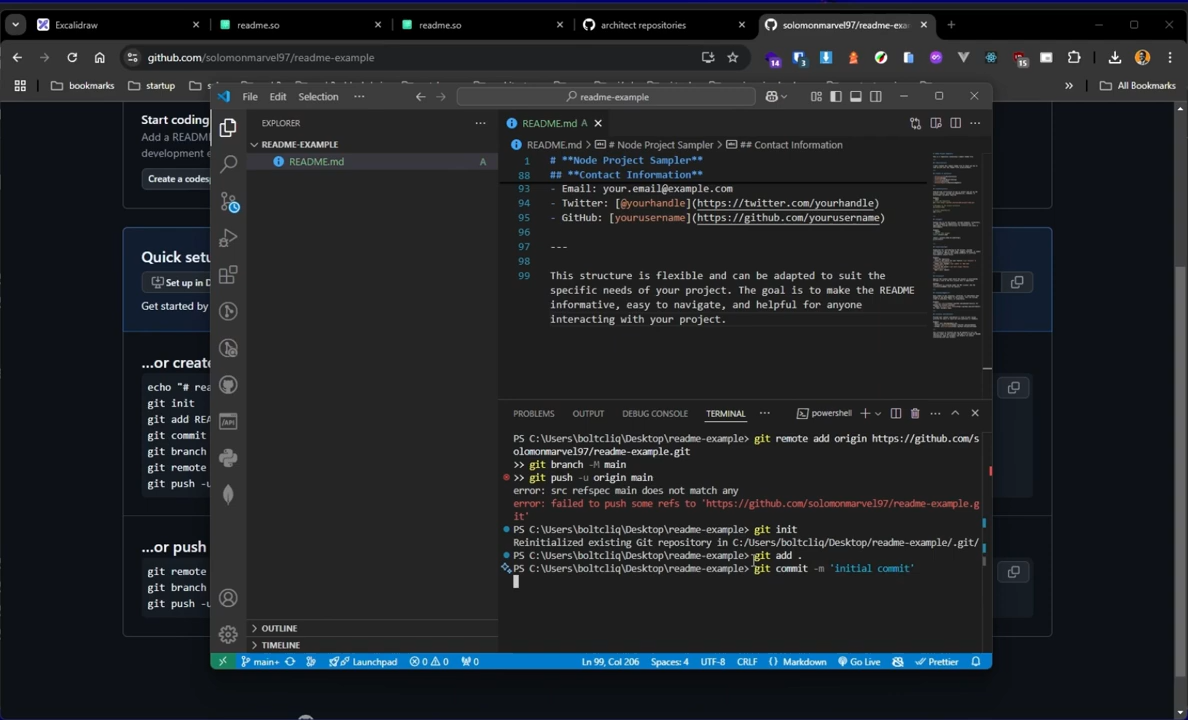 Excalidraw
readme.so
readme.so
architect repositories
solomonmarvel97/readme-exa
github.com/solomonmarvel97/readme-example
14
3
15
bookmarks
startup
All Bookmarks
File
Edit
Selection
readme-example
Start coding
Add a README
development e
Create a codes
Quick setu
Set up in D
Get started by
...or create
echo "# rea
git init
git add REA
git commit
git branch
git remote
git push -u
...or push
git remote
git branch
git push -u
EXPLORER
README-EXAMPLE
README.md A
OUTLINE
TIMELINE
README.md A
README.md > # Node Project Sampler > ## Contact Information
1 # **Node Project Sampler**
88 ## **Contact Information**
93 - Email: your.email@example.com
94 - Twitter: [@yourhandle](https://twitter.com/yourhandle)
95 - GitHub: [yourusername](https://github.com/yourusername)
96
97 ---
98
99 This structure is flexible and can be adapted to suit the
specific needs of your project. The goal is to make the README
informative, easy to navigate, and helpful for anyone
interacting with your project.
PROBLEMS
OUTPUT
DEBUG CONSOLE
TERMINAL
powershell
PS C:\Users\boltcliq\Desktop\readme-example> git remote add origin https://github.com/s
olomonmarvel97/readme-example.git
>> git branch -M main
>> git push -u origin main
error: src refspec main does not match any
error: failed to push some refs to 'https://github.com/solomonmarvel97/readme-example.g
it'
PS C:\Users\boltcliq\Desktop\readme-example> git init
Reinitialized existing Git repository in C:/Users/boltcliq/Desktop/readme-example/.git/
PS C:\Users\boltcliq\Desktop\readme-example> git add .
PS C:\Users\boltcliq\Desktop\readme-example> git commit -m 'initial commit'
main+
Launchpad
0
0
0
Ln 99, Col 206
Spaces: 4
UTF-8
CRLF
{} Markdown
Go Live
Prettier